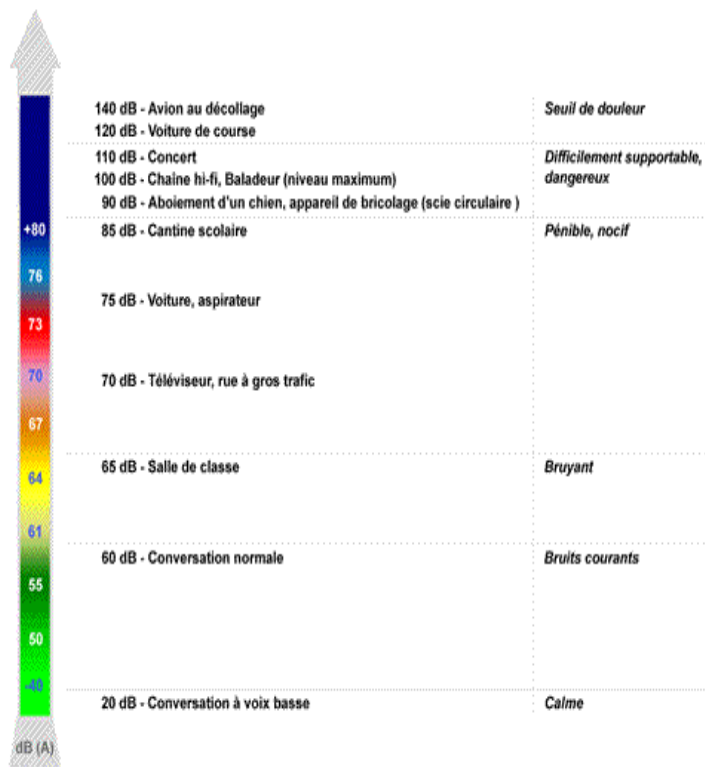 140 dB - Avion au décollage
Seuil de douleur
120 dB - Voiture de course
110 dB - Concert
Difficilement supportable,
dangereux
100 dB - Chaine hi-fi, Baladeur (niveau maximum)
90 dB - Aboiement d'un chien, appareil de bricolage (scie circulaire )
+80
85 dB - Cantine scolaire
Pénible, nocif
76
75 dB - Voiture, aspirateur
73
70
70 dB - Téléviseur, rue à gros trafic
67
65 dB - Salle de classe
Bruyant
64
61
60 dB - Conversation normale
Bruits courants
55
50
-40
20 dB - Conversation à voix basse
Calme
dB (A)